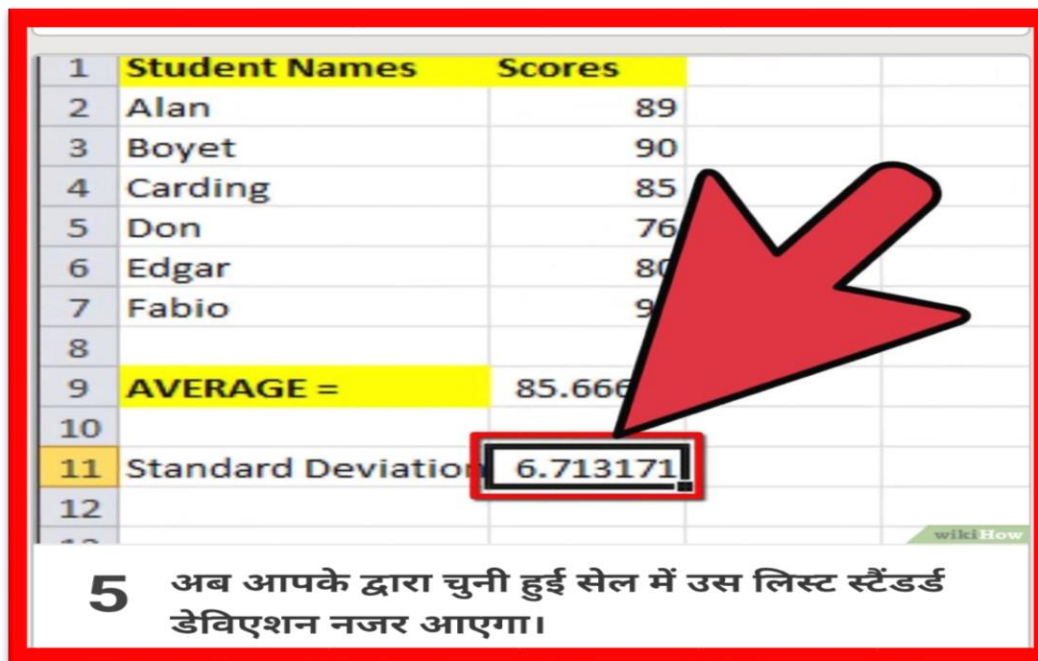 1 Student Names Scores
2 Alan 89
3 Boyet 90
4 Carding 85
5 Don 76
6 Edgar
7 Fabio
8
9 AVERAGE =
10
11 Standard Deviation 6.713171
12
wikiHow
5 अब आपके द्वारा चुनी हुई सेल में उस लिस्ट स्टैंडर्ड
डेविएशन नजर आएगा।